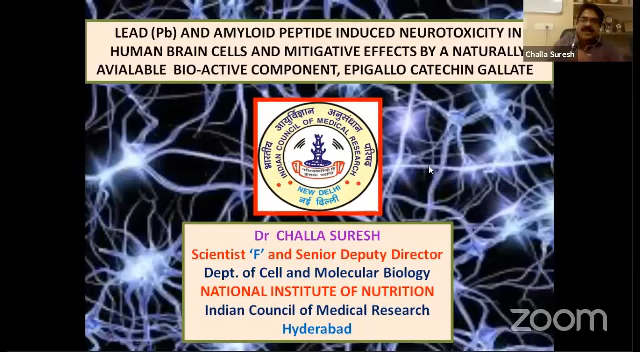 LEAD (Pb) AND AMYLOID PEPTIDE INDUCED NEUROTOXICITY IN
HUMAN BRAIN CELLS AND MITIGATIVE EFFECTS BY A NATURALLY
AVIALABLE BIO-ACTIVE COMPONENT, EPIGALLO CATECHIN GALLATE
Challa Suresh
भारतीय आयुर्विज्ञान अनुसंधान परिषद
INDIAN COUNCIL OF MEDICAL RESEARCH
NEW DELHI
नई दिल्ली
Dr CHALLA SURESH
Scientist ‘F’ and Senior Deputy Director
Dept. of Cell and Molecular Biology
NATIONAL INSTITUTE OF NUTRITION
Indian Council of Medical Research
Hyderabad
zoom